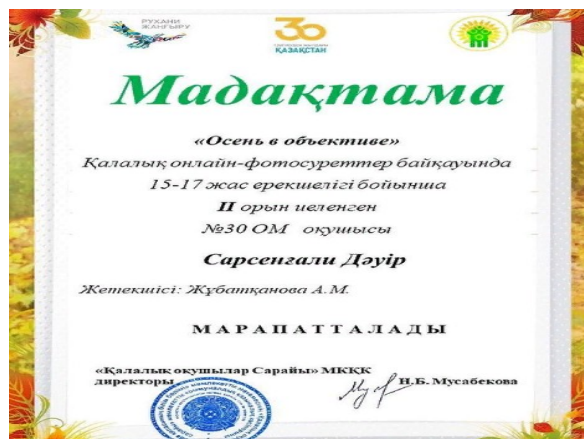 РУХАНИ
ЖАҢҒЫРУ
30
ҚАЗАҚСТАН
Мадақтама
«Осень в объективе»
Қалалық онлайн-фотосуреттер байқауында
15-17 жас ерекшелігі бойынша
II орын иеленген
№30 ОМ оқушысы
Сарсенгали Дәуір
Жетекшісі: Жұбатқанова А.М.
МАРАПАТТАЛАДЫ
«Қалалық оқушылар Сарайы» МКҚК
директоры Н.Б. Мусабекова